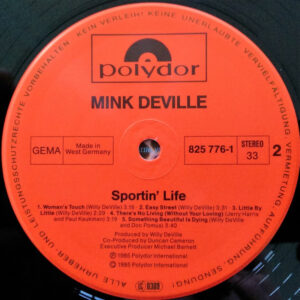 polydor
MINK DEVILLE
GEMA
Made in
West Germany
825 776-1
STEREO
33
2
Sportin' Life
1. Woman's Touch (Willy DeVille) 3:15 - 2. Easy Street (Willy DeVille) 3:31 - 3. Little By
Little (Willy DeVille) 2:29 - 4. There's No Living (Without Your Loving) (Jerry Harris
and Paul Kaufman) 3:19 - 5. Something Beautiful Is Dying (Willy DeVille
and Doc Pomus) 5:40
Produced by Willy DeVille
Co-Produced by Duncan Cameron
Executive Producer: Michael Barnett
℗ 1985 Polydor International
© 1985 Polydor International
ALLE URHEBER UND LEISTUNGSSCHUTZRECHTE VORBEHALTEN KEIN VERLEIH! KEINE UNERLAUBTE VERVIELFÄLTIGUNG, VERMIETUNG, AUFFÜHRUNG, SENDUNG!